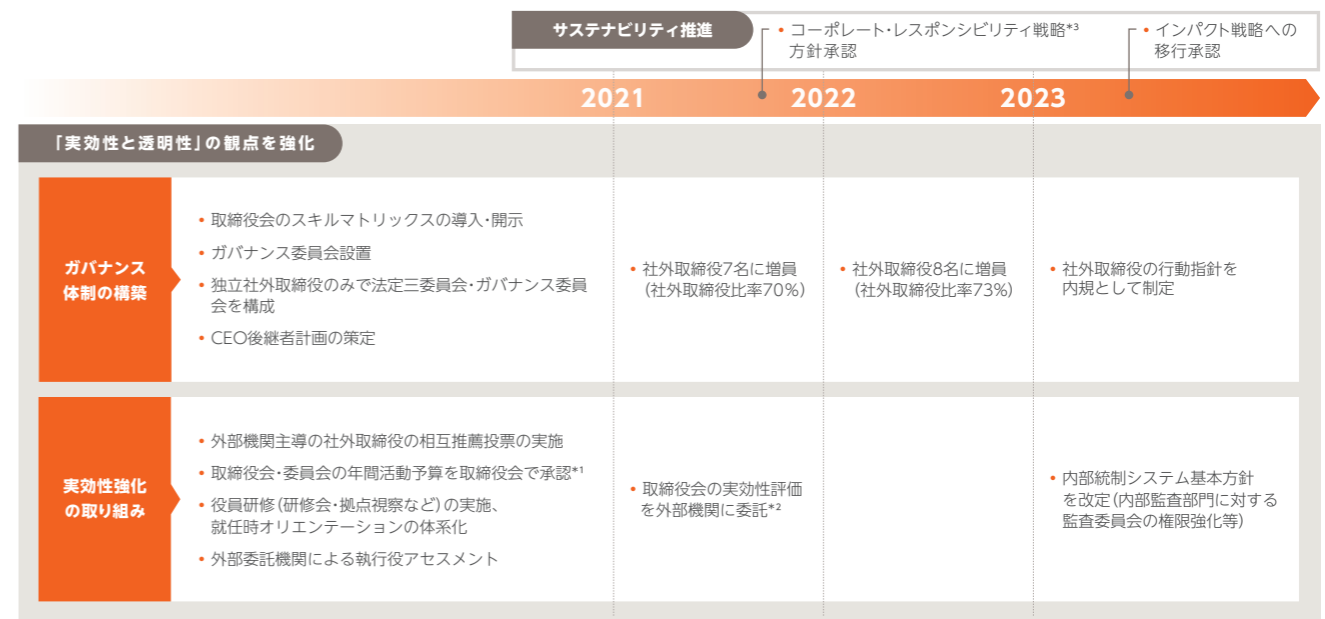 サステナビリティ推進
• コーポレート・レスポンシビリティ戦略*3
方針承認
• インパクト戦略への
移行承認
2021
2022
2023
「実効性と透明性」の観点を強化
ガバナンス
体制の構築
• 取締役会のスキルマトリックスの導入・開示
• ガバナンス委員会設置
• 独立社外取締役のみで法定三委員会・ガバナンス委員
会を構成
• CEO後継者計画の策定
• 社外取締役7名に増員
(社外取締役比率70%)
• 社外取締役8名に増員
(社外取締役比率73%)
• 社外取締役の行動指針を
内規として制定
実効性強化
の取り組み
• 外部機関主導の社外取締役の相互推薦投票の実施
• 取締役会・委員会の年間活動予算を取締役会で承認*1
• 役員研修(研修会・拠点視察など)の実施、
就任時オリエンテーションの体系化
• 外部委託機関による執行役アセスメント
• 取締役会の実効性評価
を外部機関に委託*2
• 内部統制システム基本方針
を改定(内部監査部門に対する
監査委員会の権限強化等)